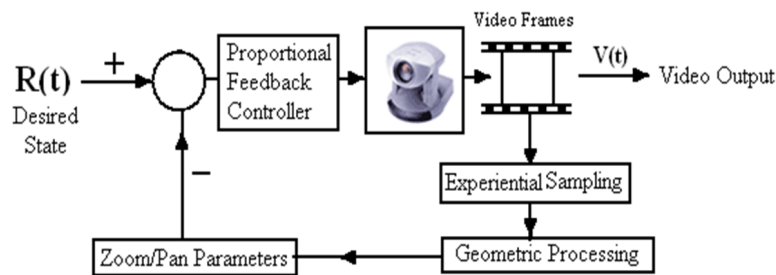 Video Frames
Proportional
Feedback
Controller
+
R(t)
Desired
State
V(t)
Video Output
−
Experiential Sampling
Geometric Processing
Zoom/Pan Parameters